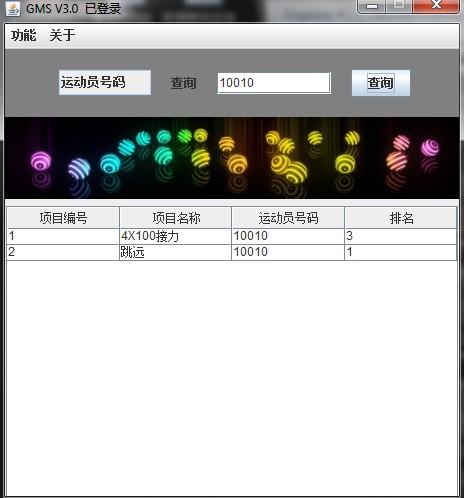 GMS V3.0 已登录
功能 关于
运动员号码 查询 10010 查询
项目编号 项目名称 运动员号码 排名
1 4X100接力 10010 3
2 跳远 10010 1